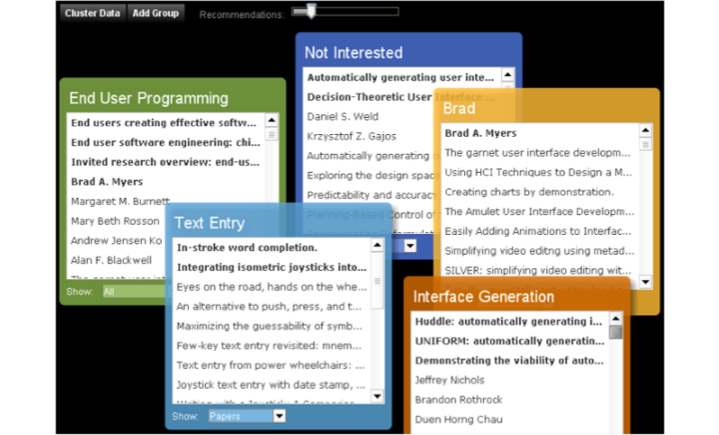 Cluster Data
Add Group
Recommendations:
Not Interested
Automatically generating user inte...
Decision-Theoretic User Interface ...
Daniel S. Weld
Krzysztof Z. Gajos
Automatically generating
Exploring the design spac
Predictability and accuracy
Planning-Based Control of
End User Programming
End users creating effective softw...
End user software engineering: chi...
Invited research overview: end-us...
Brad A. Myers
Margaret M. Burnett
Mary Beth Rosson
Andrew Jensen Ko
Alan F. Blackwell
Show: All
Brad
Brad A. Myers
The garnet user interface developm...
Using HCI Techniques to Design a M...
Creating charts by demonstration.
The Amulet User Interface Developm...
Easily Adding Animations to Interfac...
Simplifying video editng using metad...
SILVER: simplifying video editing wit...
Text Entry
In-stroke word completion.
Integrating isometric joysticks into...
Eyes on the road, hands on the whe...
An alternative to push, press, and t...
Maximizing the guessability of symb...
Few-key text entry revisited: mnem...
Text entry from power wheelchairs: ...
Joystick text entry with date stamp, ...
Show: Papers
Interface Generation
Huddle: automatically generating i...
UNIFORM: automatically generatin...
Demonstrating the viability of auto...
Jeffrey Nichols
Brandon Rothrock
Duen Horng Chau